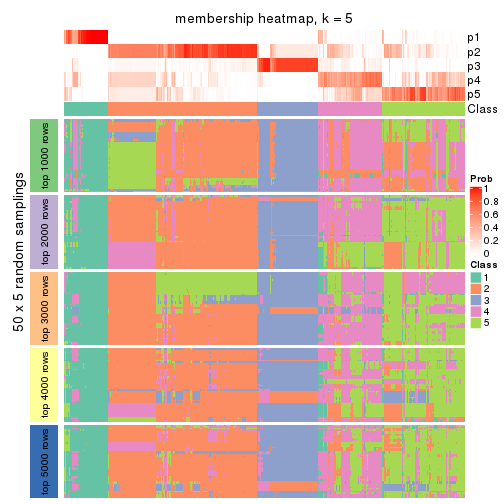 membership heatmap, k = 5
p1
p2
p3
p4
p5
Class
50 x 5 random samplings
top 1000 rows
top 2000 rows
top 3000 rows
top 4000 rows
top 5000 rows
Prob
1
0.8
0.6
0.4
0.2
0
Class
1
2
3
4
5